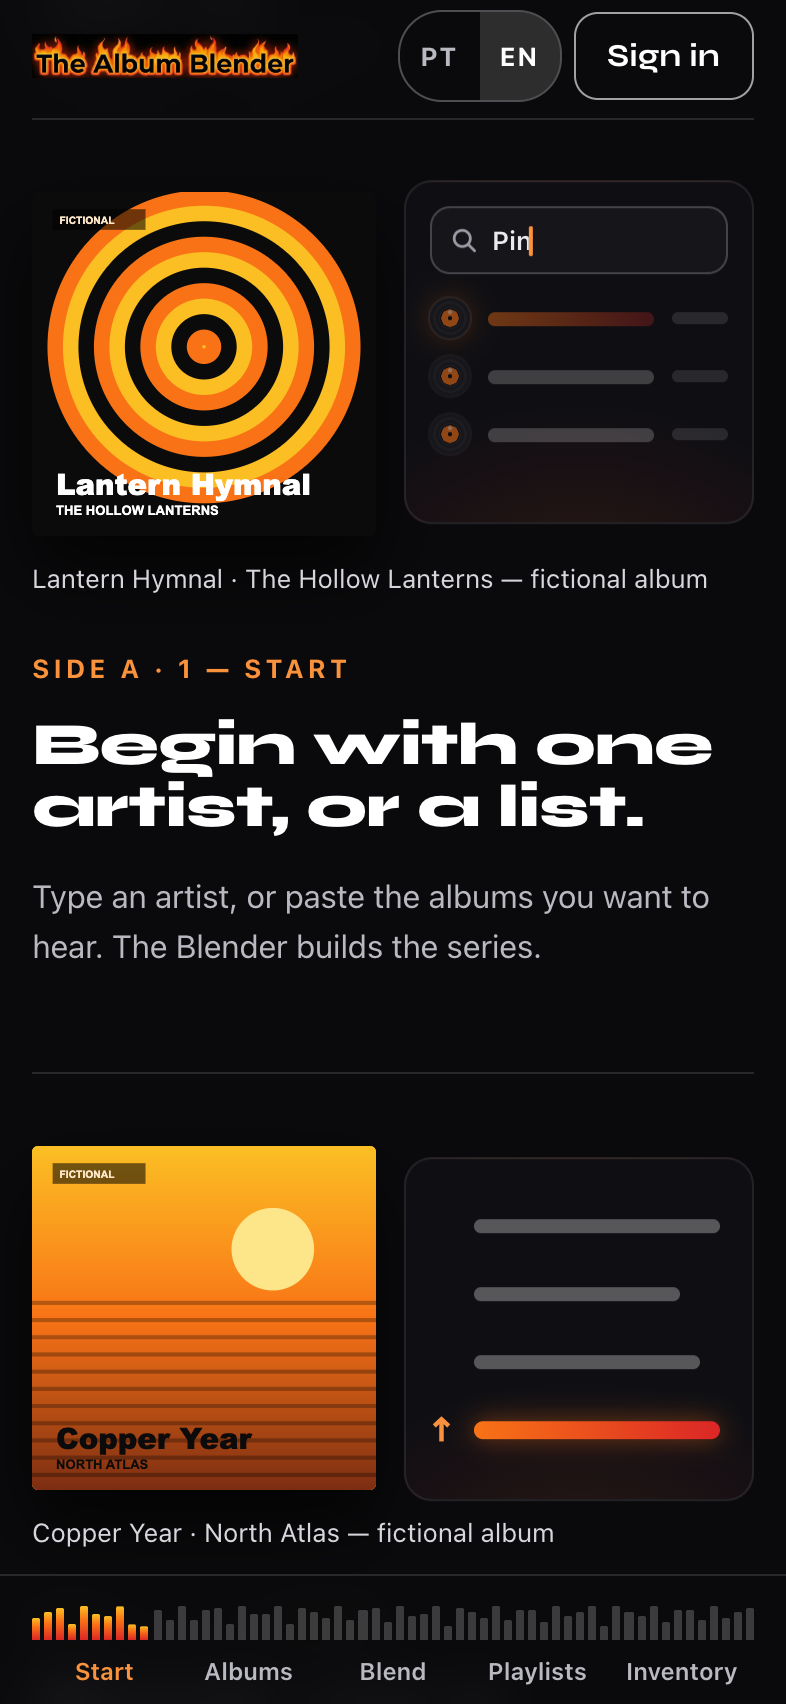 The Album Blender
PT
EN
Sign in
FICTIONAL
Lantern Hymnal
THE HOLLOW LANTERNS
Pin
Lantern Hymnal · The Hollow Lanterns — fictional album
SIDE A · 1 — START
Begin with one
artist, or a list.
Type an artist, or paste the albums you want to
hear. The Blender builds the series.
FICTIONAL
Copper Year
NORTH ATLAS
↑
Copper Year · North Atlas — fictional album
Start
Albums
Blend
Playlists
Inventory